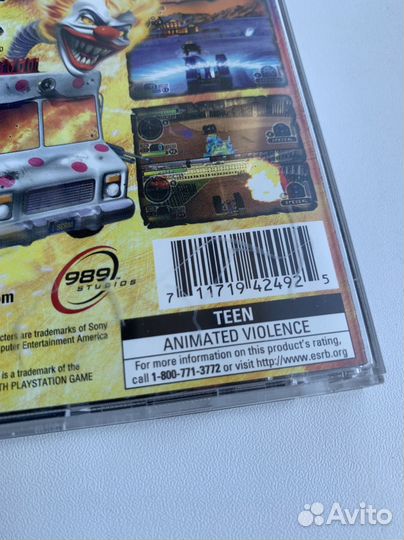 989
STUDIOS
om
7 11719 42492 5
cters are trademarks of Sony
puter Entertainment America
is a trademark of the
TH PLAYSTATION GAME
TEEN
ANIMATED VIOLENCE
For more information on this product's rating,
call 1-800-771-3772 or visit http://www.esrb.org
Avito